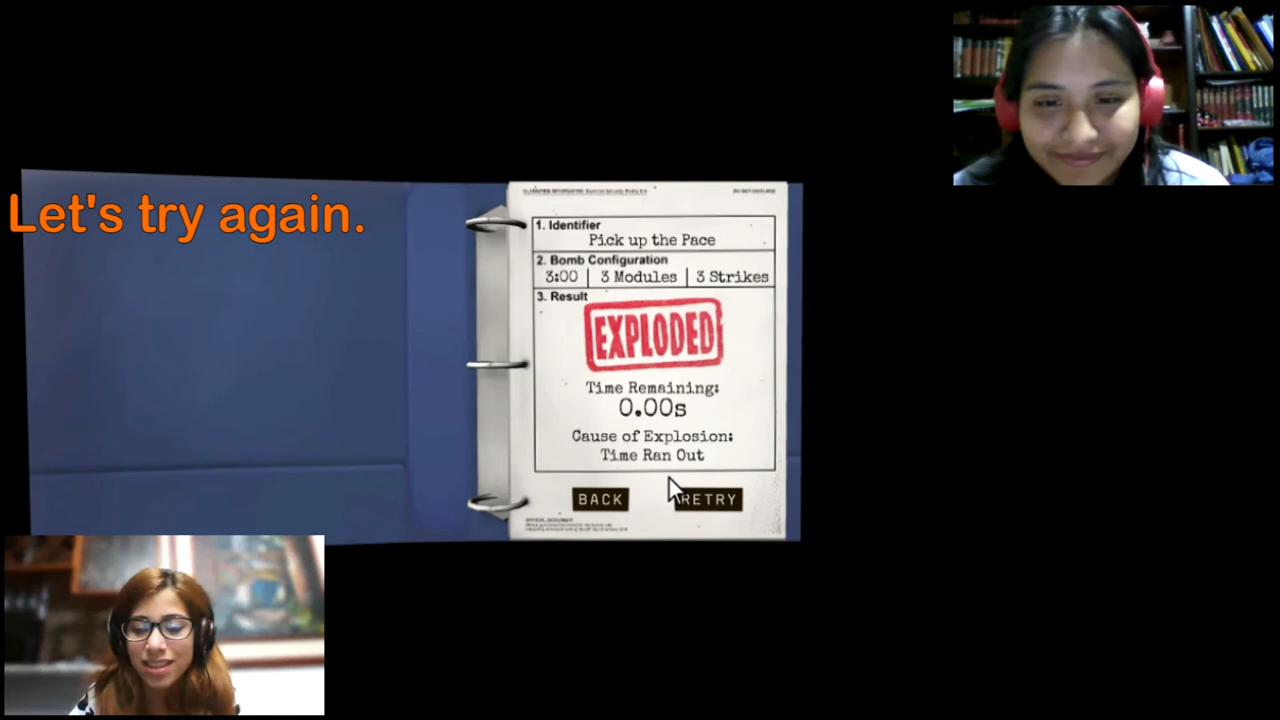 Let's try again.
1. Identifier
Pick up the Pace
2. Bomb Configuration
3:00 | 3 Modules | 3 Strikes
3. Result
EXPLODED
Time Remaining:
0.00s
Cause of Explosion:
Time Ran Out
BACK
RETRY